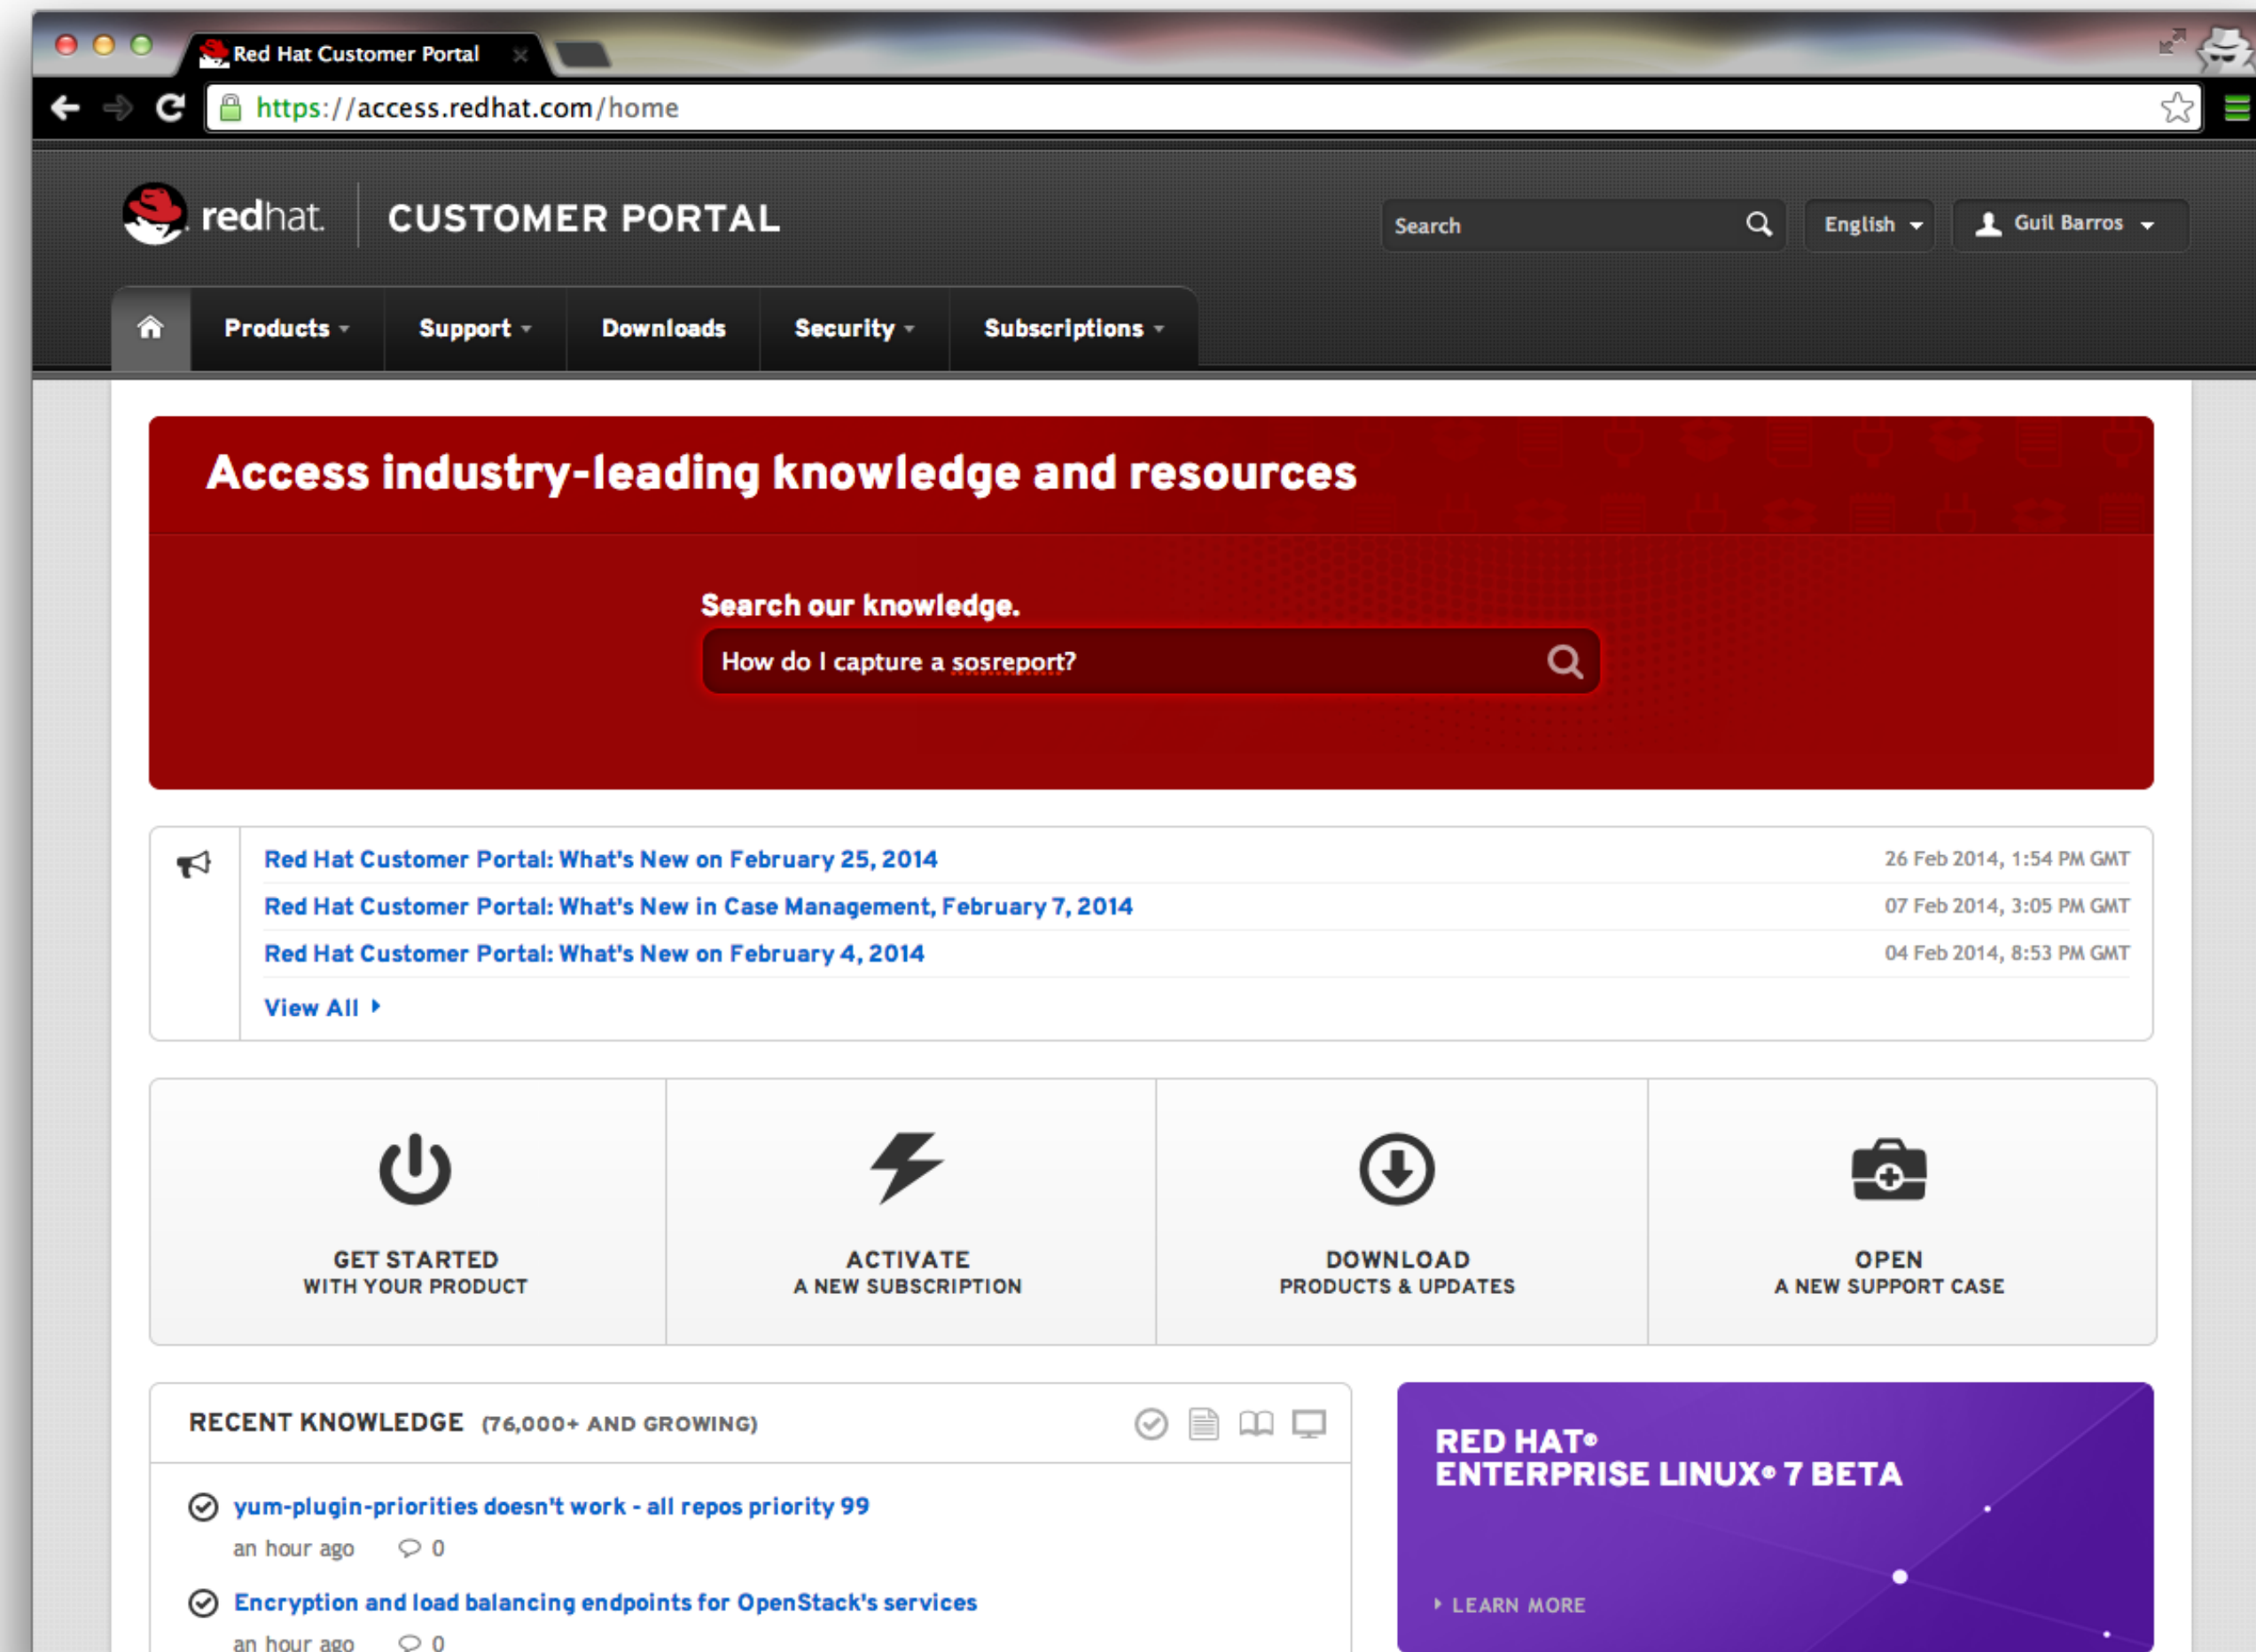 Red Hat Customer Portal
https://access.redhat.com/home
redhat. CUSTOMER PORTAL
Search
English
Guil Barros
Products
Support
Downloads
Security
Subscriptions
Access industry-leading knowledge and resources
Search our knowledge.
How do I capture a sosreport?
Red Hat Customer Portal: What's New on February 25, 2014 26 Feb 2014, 1:54 PM GMT
Red Hat Customer Portal: What's New in Case Management, February 7, 2014 07 Feb 2014, 3:05 PM GMT
Red Hat Customer Portal: What's New on February 4, 2014 04 Feb 2014, 8:53 PM GMT
View All
GET STARTED
WITH YOUR PRODUCT
ACTIVATE
A NEW SUBSCRIPTION
DOWNLOAD
PRODUCTS & UPDATES
OPEN
A NEW SUPPORT CASE
RECENT KNOWLEDGE (76,000+ AND GROWING)
yum-plugin-priorities doesn't work - all repos priority 99
an hour ago 0
Encryption and load balancing endpoints for OpenStack's services
an hour ago 0
RED HAT®
ENTERPRISE LINUX® 7 BETA
LEARN MORE